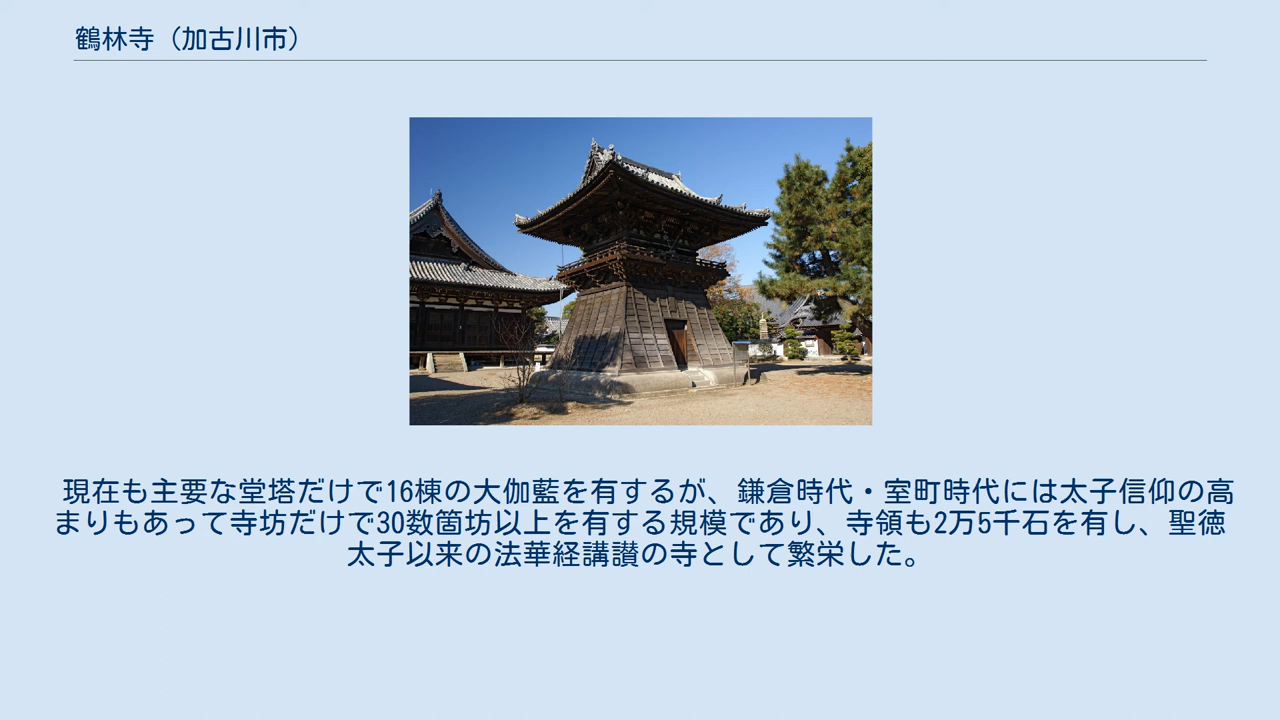 鶴林寺（加古川市）
現在も主要な堂塔だけで16棟の大伽藍を有するが、鎌倉時代・室町時代には太子信仰の高
まりもあって寺坊だけで30数箇坊以上を有する規模であり、寺領も2万5千石を有し、聖徳
太子以来の法華経講讃の寺として繁栄した。